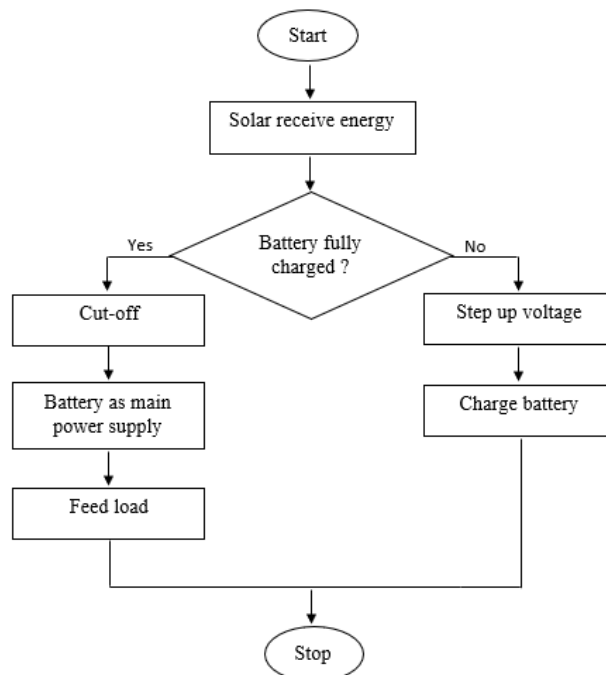 Start
Solar receive energy
Battery fully
charged ?
Yes
No
Cut-off
Step up voltage
Battery as main
power supply
Charge battery
Feed load
Stop